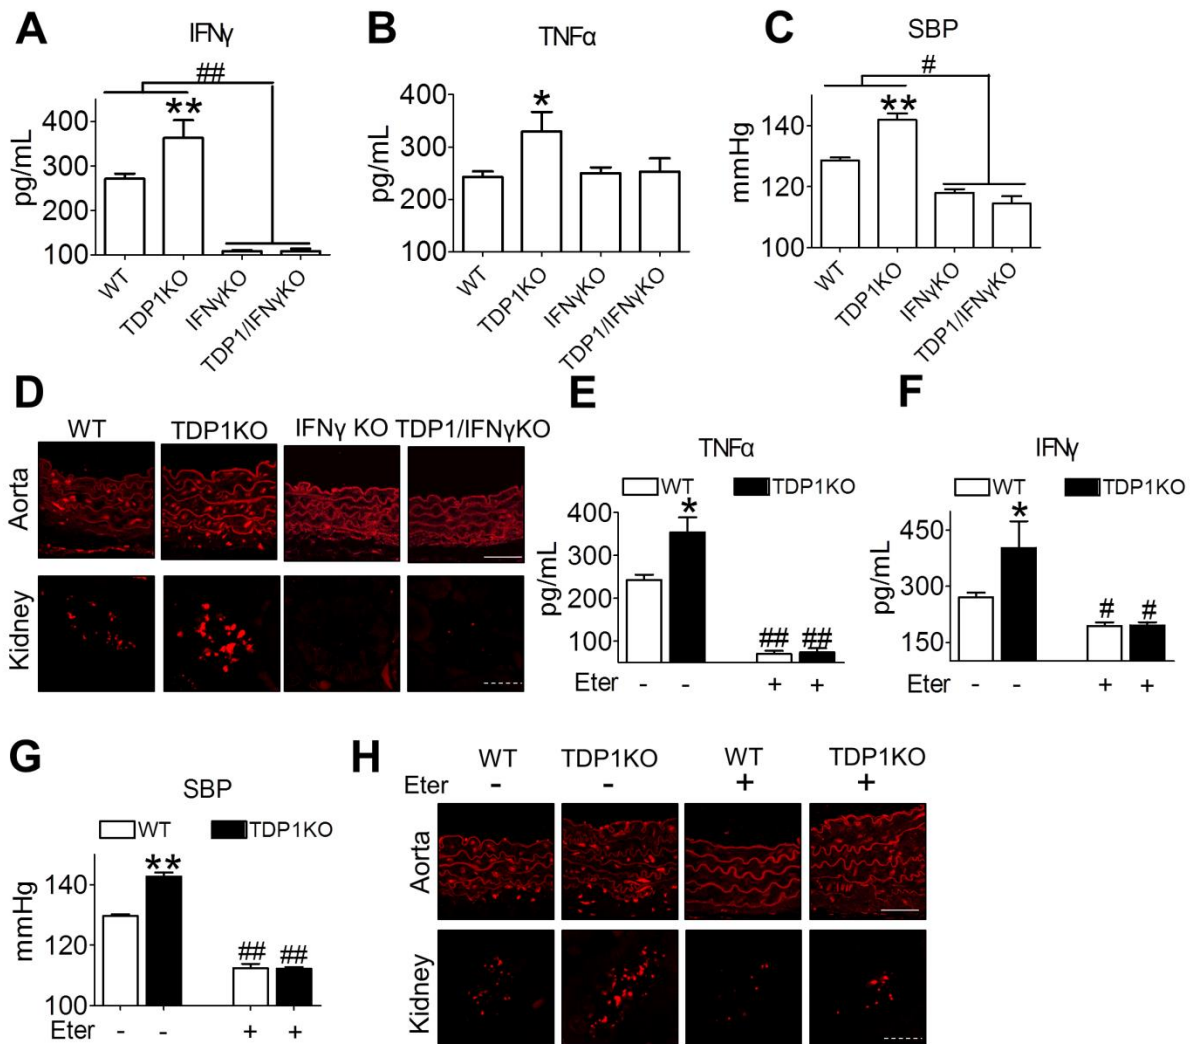 A
IFNγ
##
**
pg/mL
400
300
200
100
WT
TDP1KO
IFNγKO
TDP1/IFNγKO
B
TNFα
*
pg/mL
400
300
200
100
WT
TDP1KO
IFNγKO
TDP1/IFNγKO
C
SBP
#
**
mmHg
140
120
100
WT
TDP1KO
IFNγKO
TDP1/IFNγKO
D
WT TDP1KO IFNγ KO TDP1/IFNγKO
Aorta
Kidney
E
TNFα
WT TDP1KO
*
pg/mL
400
300
200
100
## ##
Eter - - + +
F
IFNγ
WT TDP1KO
*
pg/mL
450
300
150
# #
Eter - - + +
G
SBP
WT TDP1KO
**
mmHg
140
120
100
## ##
Eter - - + +
H
WT TDP1KO WT TDP1KO
Eter - - + +
Aorta
Kidney